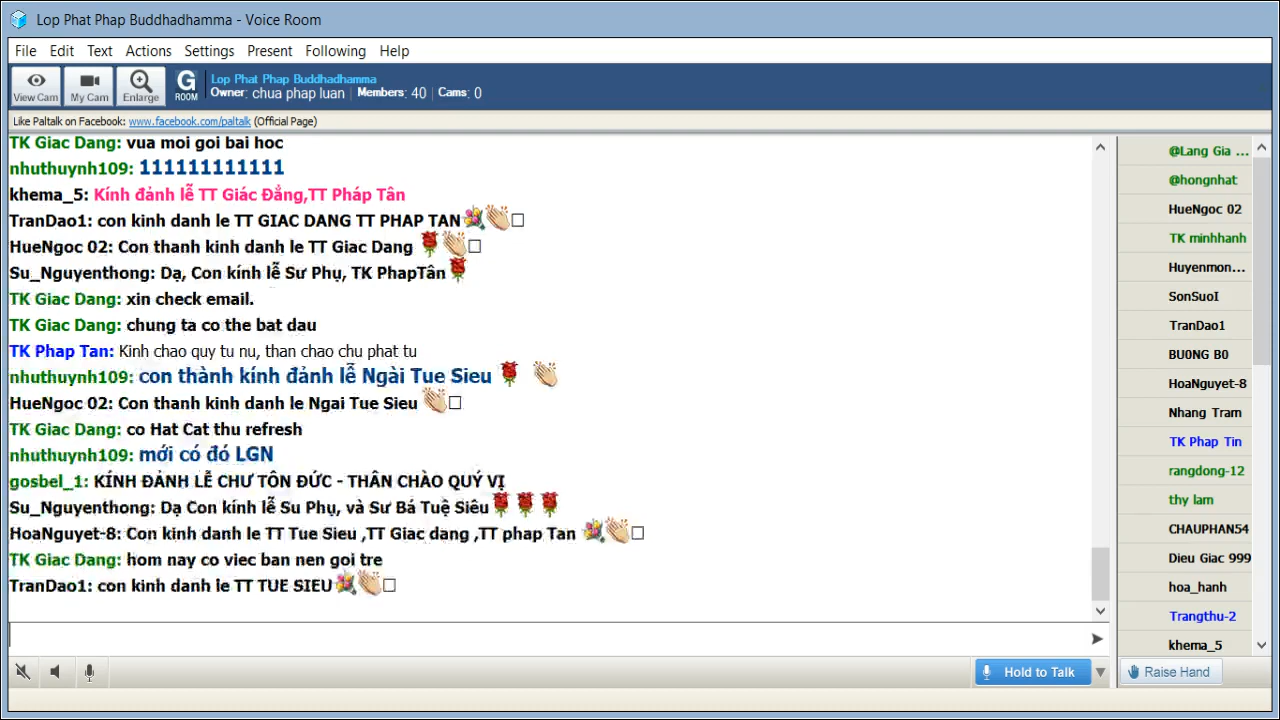 Lop Phat Phap Buddhadhamma - Voice Room
File Edit Text Actions Settings Present Following Help
View Cam My Cam Enlarge G ROOM
Lop Phat Phap Buddhadhamma
Owner: chua phap luan Members: 40 Cams: 0
Like Paltalk on Facebook: www.facebook.com/paltalk (Official Page)
TK Giac Dang: vua moi goi bai hoc
nhuthuynh109: 111111111111
khema_5: Kính đảnh lễ TT Giác Đẳng,TT Pháp Tân
TranDao1: con kinh danh le TT GIAC DANG TT PHAP TAN
HueNgoc 02: Con thanh kinh danh le TT Giac Dang
Su_Nguyenthong: Dạ, Con kính lễ Sư Phụ, TK PhapTân
TK Giac Dang: xin check email.
TK Giac Dang: chung ta co the bat dau
TK Phap Tan: Kinh chao quy tu nu, than chao chu phat tu
nhuthuynh109: con thành kính đảnh lễ Ngài Tue Sieu
HueNgoc 02: Con thanh kinh danh le Ngai Tue Sieu
TK Giac Dang: co Hat Cat thu refresh
nhuthuynh109: mới có đó LGN
gosbel_1: KÍNH ĐẢNH LỄ CHƯ TÔN ĐỨC - THÂN CHÀO QUÝ VỊ
Su_Nguyenthong: Dạ Con kính lễ Su Phụ, và Sư Bá Tuệ Siêu
HoaNguyet-8: Con kinh danh le TT Tue Sieu ,TT Giac dang ,TT phap Tan
TK Giac Dang: hom nay co viec ban nen goi tre
TranDao1: con kinh danh le TT TUE SIEU
@Lang Gia ...
@hongnhat
HueNgoc 02
TK minhhanh
Huyenmon...
SonSuoI
TranDao1
BU0NG B0
HoaNguyet-8
Nhang Tram
TK Phap Tin
rangdong-12
thy lam
CHAUPHAN54
Dieu Giac 999
hoa_hanh
Trangthu-2
khema_5
Hold to Talk
Raise Hand